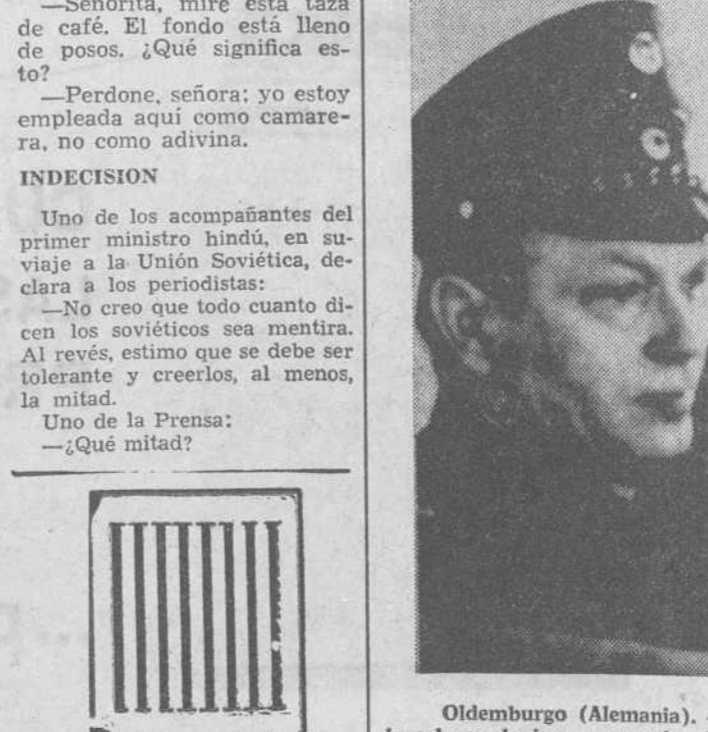 —Señorita, mire esta taza
de café. El fondo está lleno
de posos. ¿Qué significa es-
to?
—Perdone, señora; yo estoy
empleada aquí como camare-
ra, no como adivina.
INDECISION
Uno de los acompañantes del
primer ministro hindú, en su-
viaje a la Unión Soviética, de-
clara a los periodistas:
—No creo que todo cuanto di-
cen los soviéticos sea mentira.
Al revés, estimo que se debe ser
tolerante y creerlos, al menos,
la mitad.
Uno de la Prensa:
—¿Qué mitad?
Oldemburgo (Alemania).